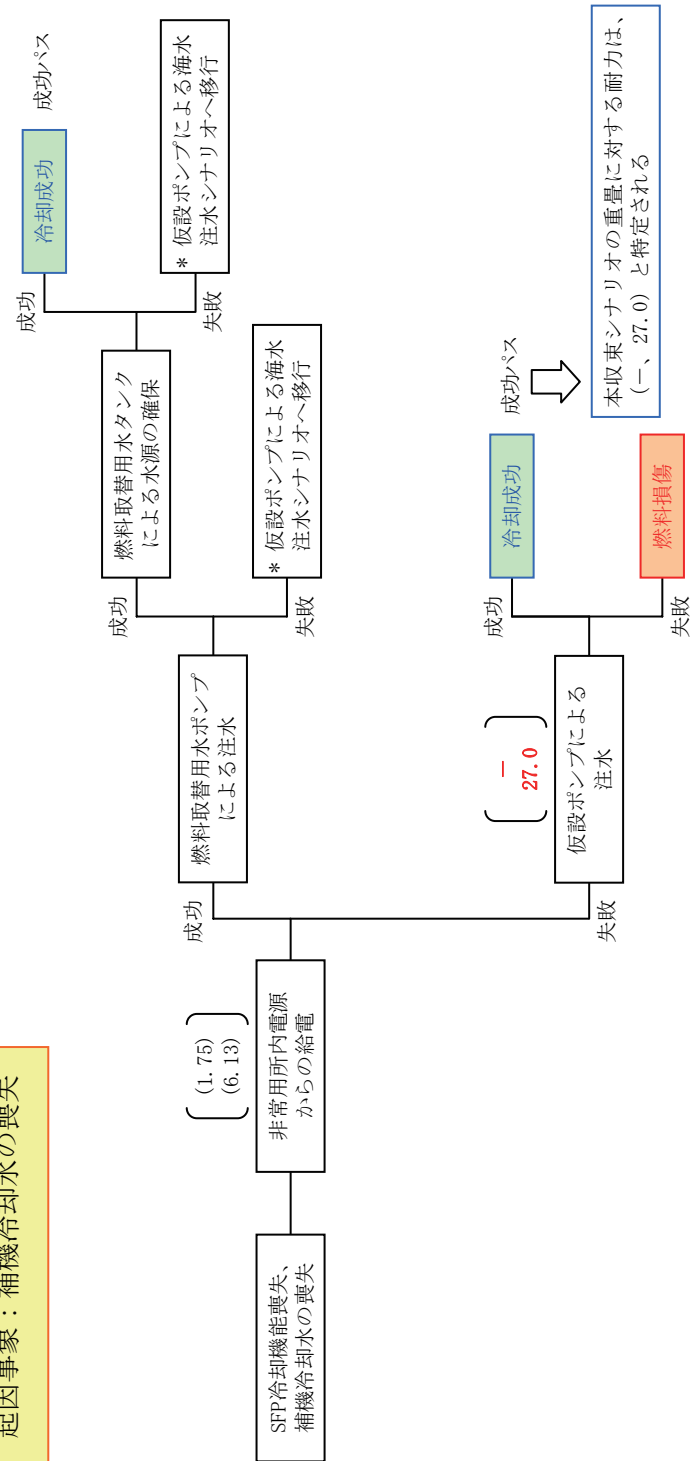 起因事象:補機冷却水の喪失
SFP冷却機能喪失、
補機冷却水の喪失
(1.75)
(6.13)
非常用所内電源
からの給電
成功
失敗
燃料取替用水ポンプ
による注水
成功
失敗
燃料取替用水タンク
による水源の確保
成功
失敗
冷却成功
成功パス
* 仮設ポンプによる海水
注水シナリオへ移行
* 仮設ポンプによる海水
注水シナリオへ移行
―
27.0
仮設ポンプによる
注水
成功
失敗
冷却成功
成功パス
燃料損傷
本収束シナリオの重畳に対する耐力は、
(―、27.0)と特定される